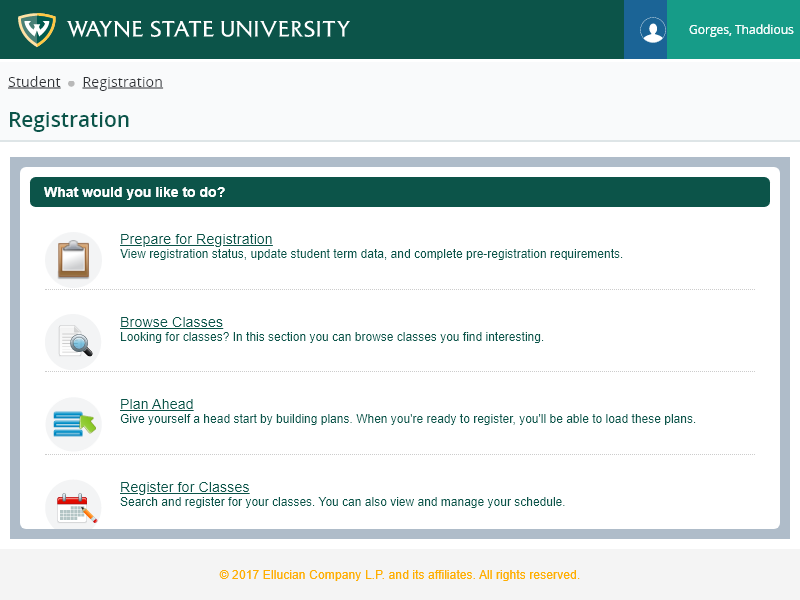 WAYNE STATE UNIVERSITY
Gorges, Thaddious
Student Registration
Registration
What would you like to do?
Prepare for Registration
View registration status, update student term data, and complete pre-registration requirements.
Browse Classes
Looking for classes? In this section you can browse classes you find interesting.
Plan Ahead
Give yourself a head start by building plans. When you're ready to register, you'll be able to load these plans.
Register for Classes
Search and register for your classes. You can also view and manage your schedule.
© 2017 Ellucian Company L.P. and its affiliates. All rights reserved.